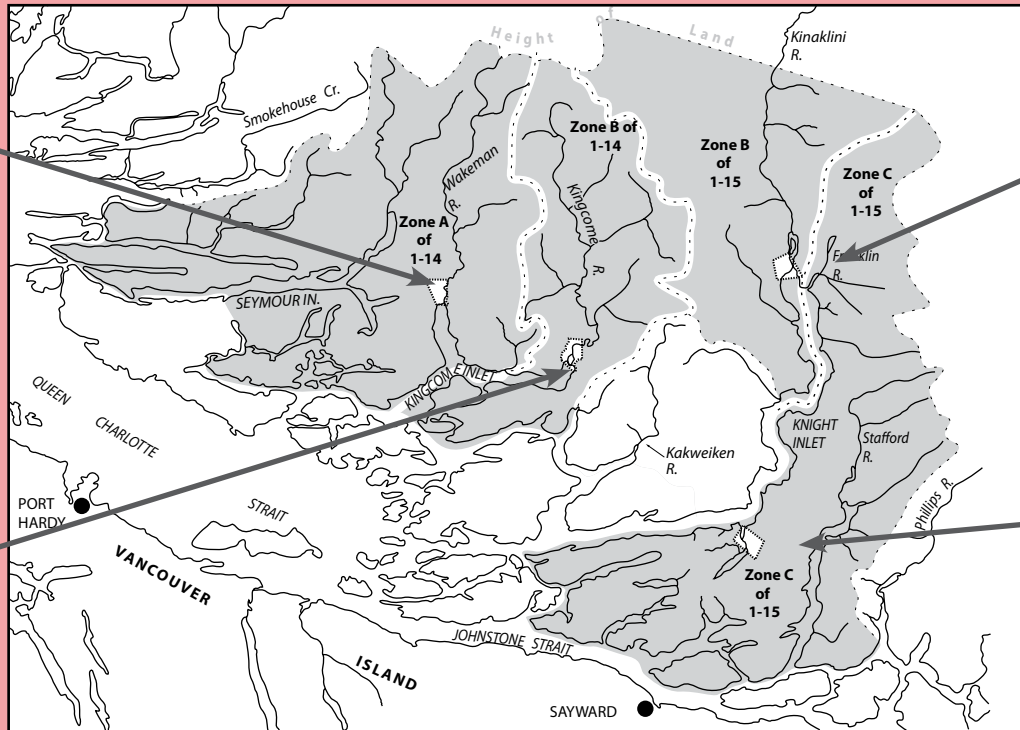 Height of Land
Kinaklini
R.
Smokehouse Cr.
Zone B of
1-14
Zone B
of
1-15
Zone C
of
1-15
Wakeman
R.
Kingcome
R.
Zone A
of
1-14
Franklin
R.
SEYMOUR IN.
KINGCOME INLET
QUEEN
CHARLOTTE
STRAIT
KNIGHT
INLET
Stafford
R.
Kakweiken
R.
Phillips R.
PORT
HARDY
VANCOUVER
ISLAND
Zone C
of
1-15
JOHNSTONE STRAIT
SAYWARD